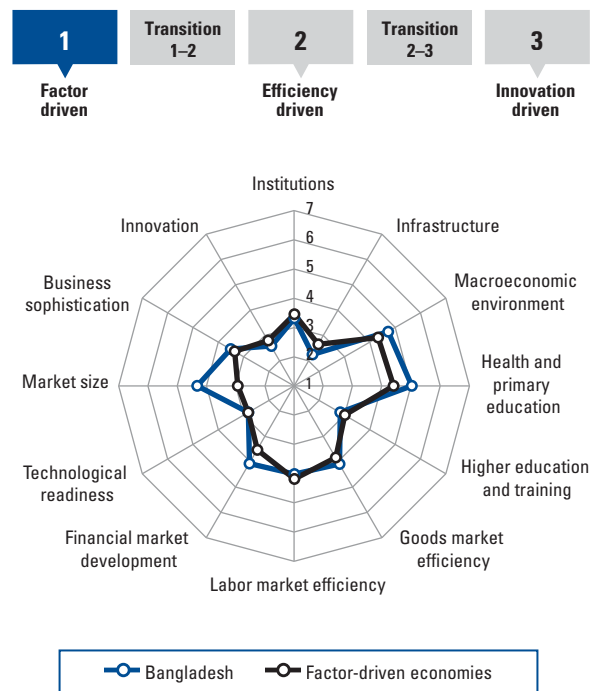 1
Transition
1–2
2
Transition
2–3
3
Factor
driven
Efficiency
driven
Innovation
driven
Institutions
Infrastructure
Macroeconomic
environment
Health and
primary
education
Higher education
and training
Goods market
efficiency
Labor market efficiency
Financial market
development
Technological
readiness
Market size
Business
sophistication
Innovation
7
6
5
4
3
2
1
Bangladesh
Factor-driven economies